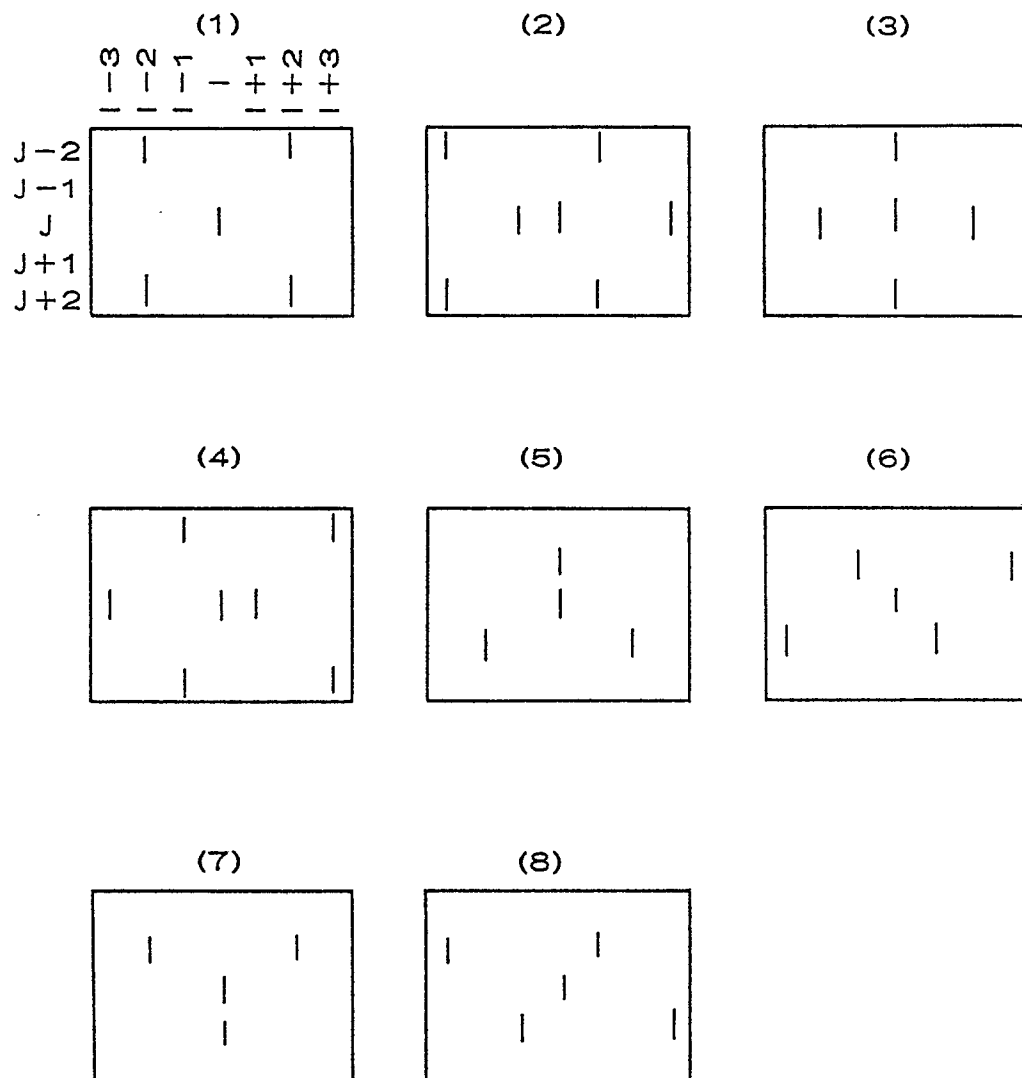 (1) (2) (3)
I-3 I-2 I-1 I I+1 I+2 I+3
J-2
J-1
J
J+1
J+2
(4) (5) (6)
(7) (8)